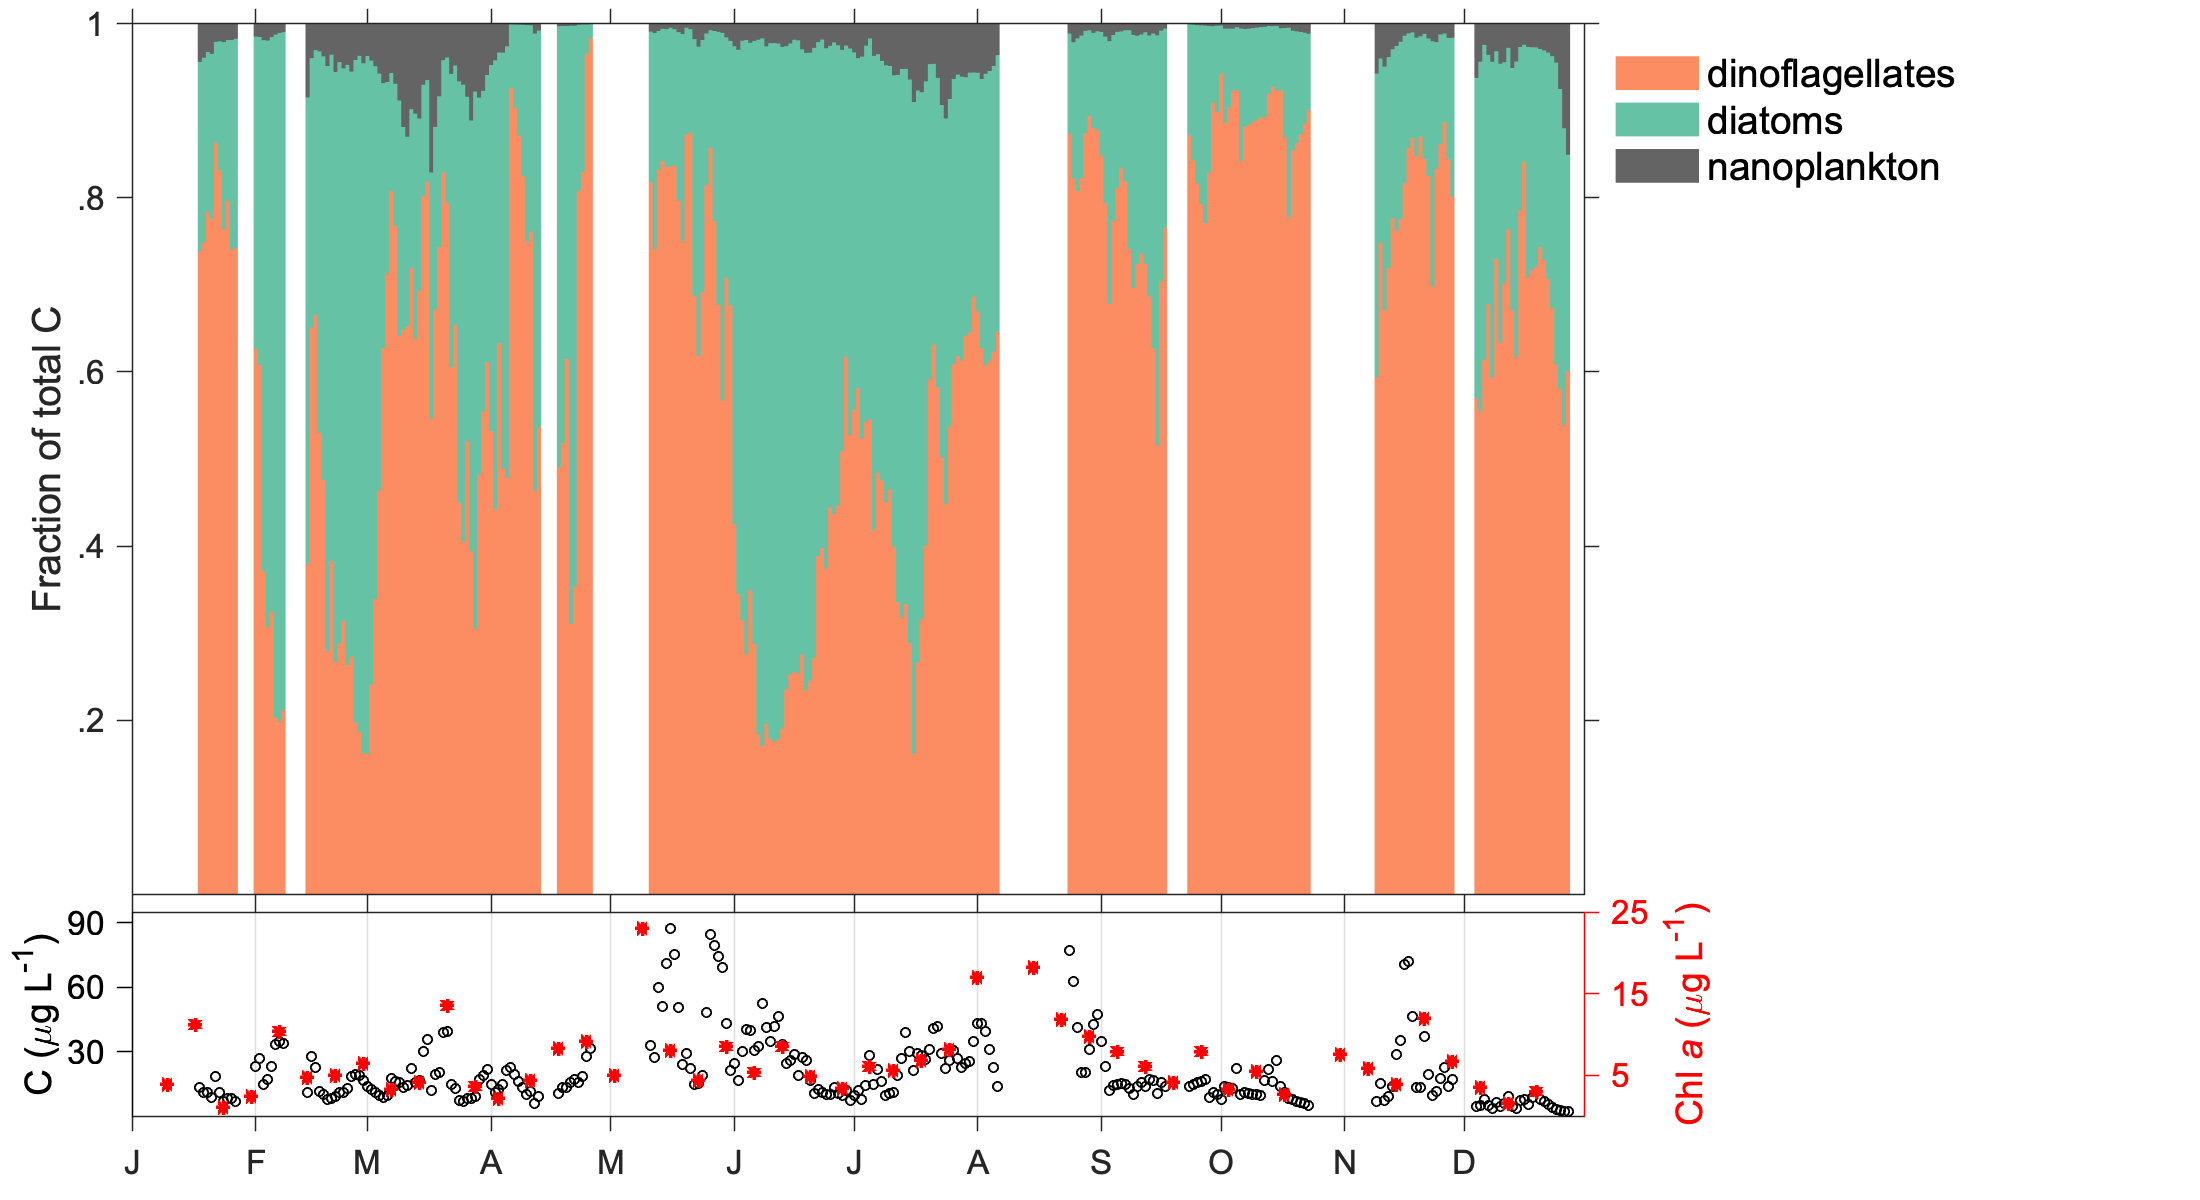 1
.8
.6
.4
.2
Fraction of total C
dinoflagellates
diatoms
nanoplankton
90
60
30
C (μg L-1)
25
15
5
Chl a (μg L-1)
J F M A M J J A S O N D